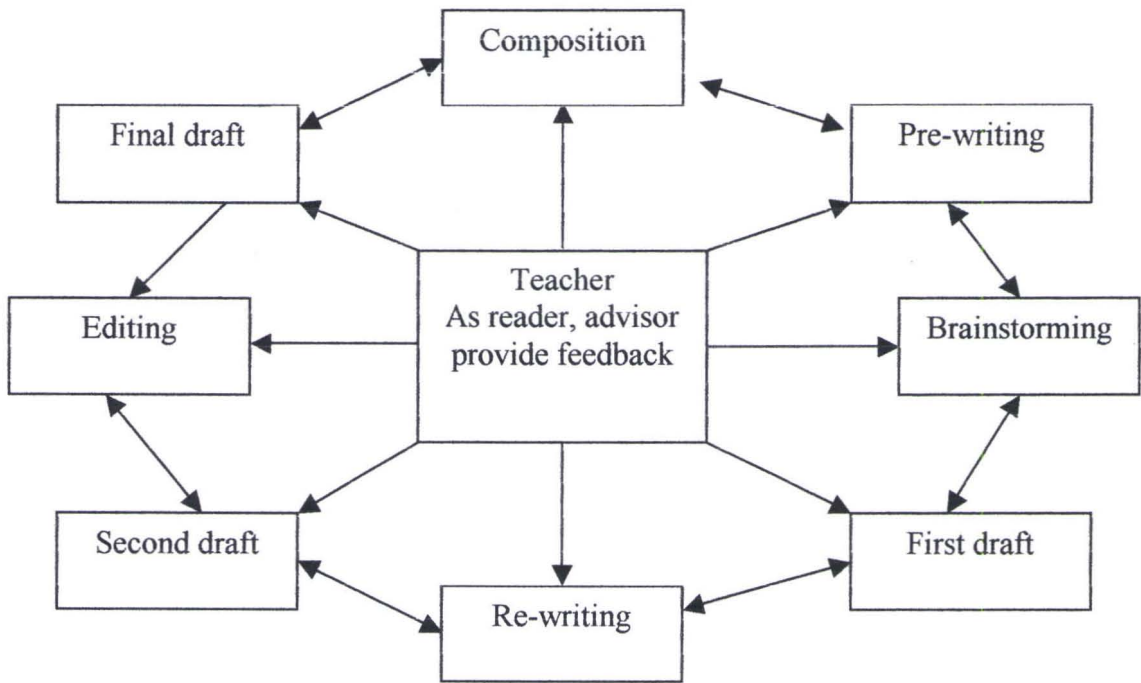 Composition
Final draft
Pre-writing
Teacher
As reader, advisor
provide feedback
Editing
Brainstorming
Second draft
First draft
Re-writing